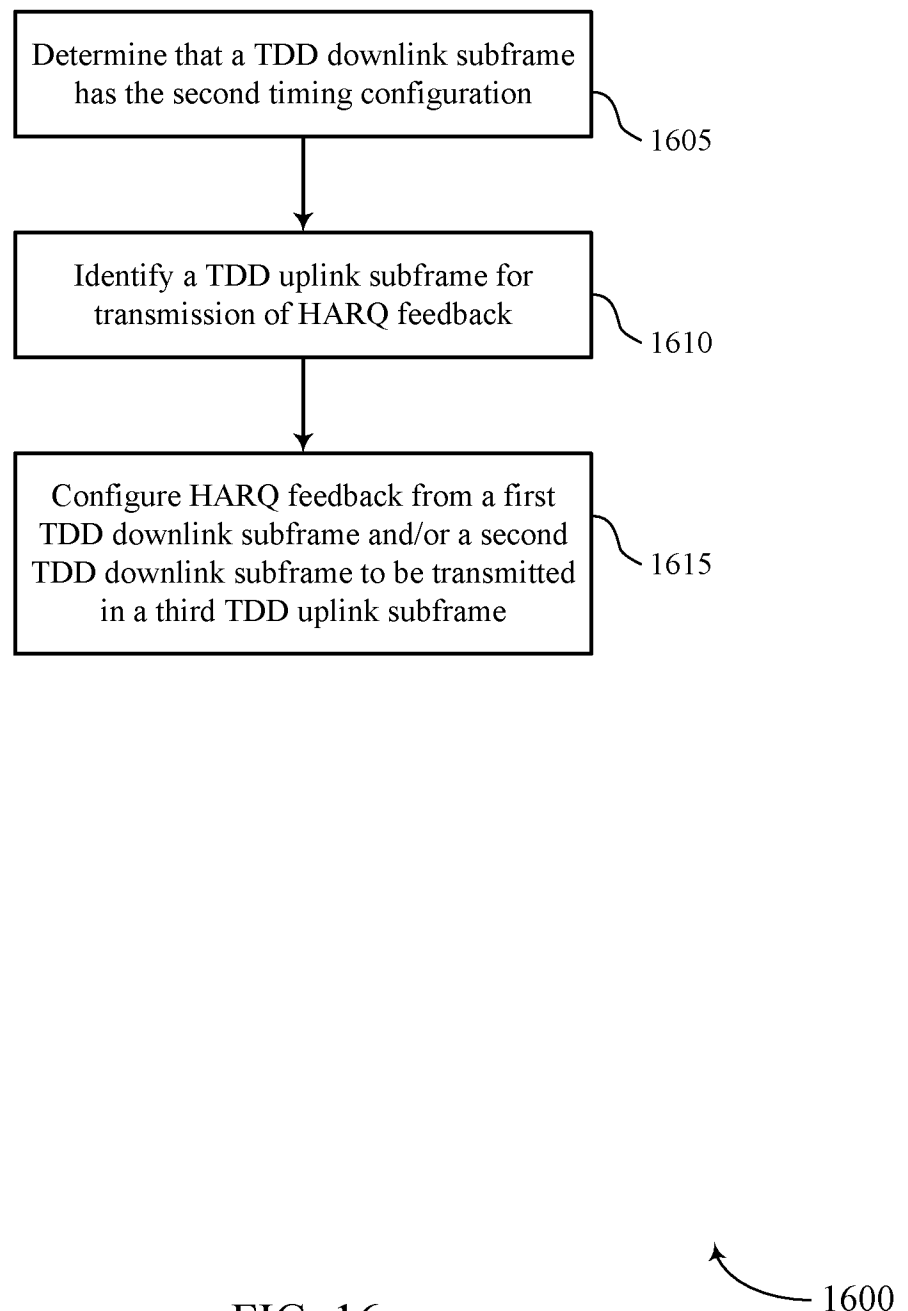 Determine that a TDD downlink subframe
has the second timing configuration
1605
Identify a TDD uplink subframe for
transmission of HARQ feedback
1610
Configure HARQ feedback from a first
TDD downlink subframe and/or a second
TDD downlink subframe to be transmitted
in a third TDD uplink subframe
1615
1600
FIG. 16